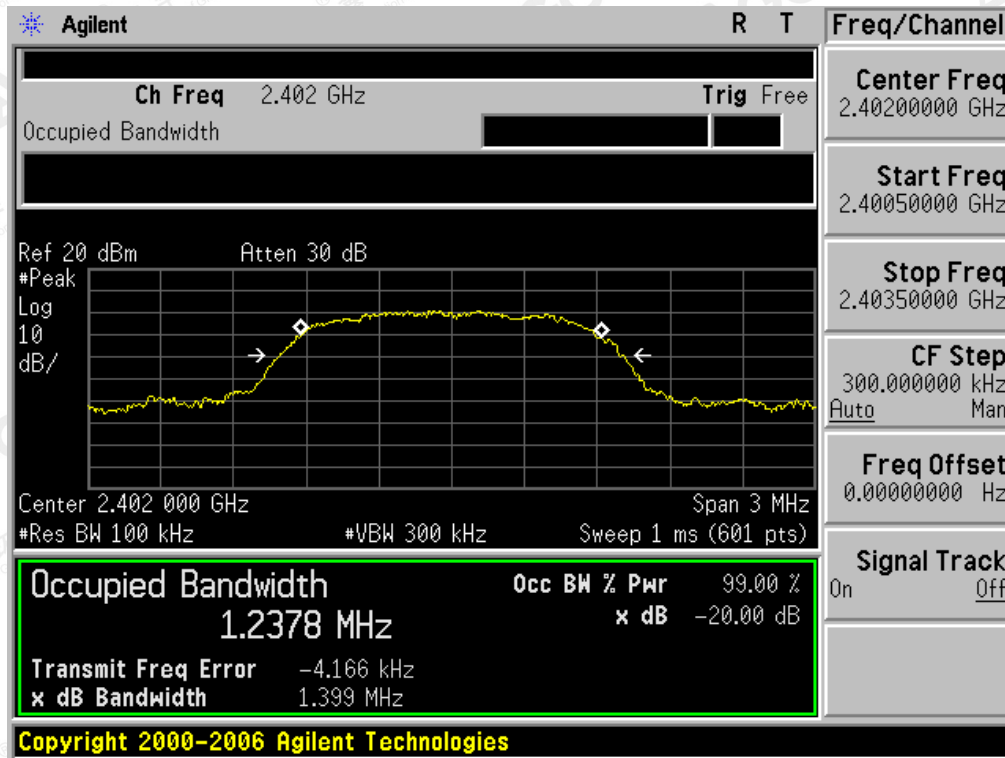 Agilent R T
Freq/Channel
Ch Freq 2.402 GHz Trig Free
Occupied Bandwidth
Center Freq
2.40200000 GHz
Start Freq
2.40050000 GHz
Stop Freq
2.40350000 GHz
CF Step
300.000000 kHz
Auto Man
Freq Offset
0.00000000 Hz
Signal Track
On Off
Ref 20 dBm Atten 30 dB
#Peak
Log
10
dB/
Center 2.402 000 GHz Span 3 MHz
#Res BW 100 kHz #VBW 300 kHz Sweep 1 ms (601 pts)
Occupied Bandwidth Occ BW % Pwr 99.00 %
1.2378 MHz x dB -20.00 dB
Transmit Freq Error -4.166 kHz
x dB Bandwidth 1.399 MHz
Copyright 2000-2006 Agilent Technologies